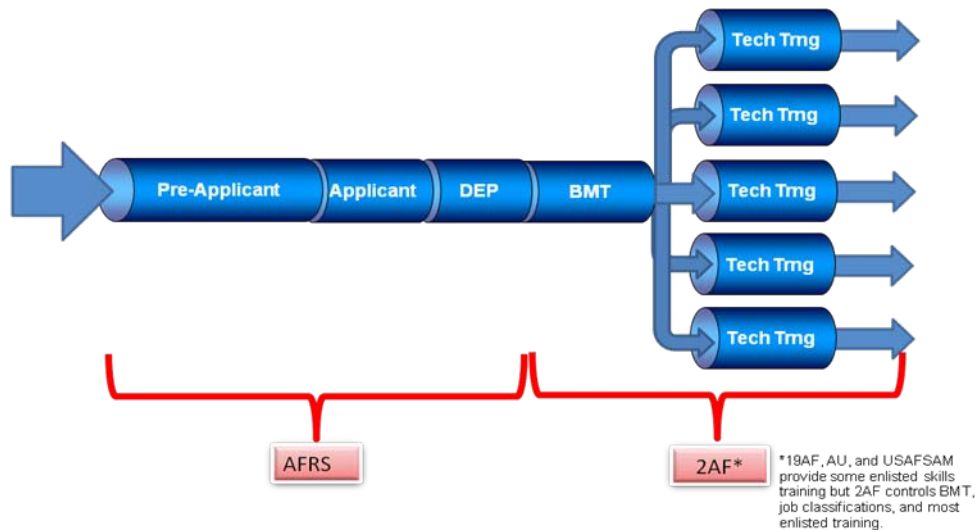 Tech Trng
Tech Trng
Pre-Applicant
Applicant
DEP
BMT
Tech Trng
Tech Trng
Tech Trng
AFRS
2AF*
*19AF, AU, and USAFSAM
provide some enlisted skills
training but 2AF controls BMT,
job classifications, and most
enlisted training.